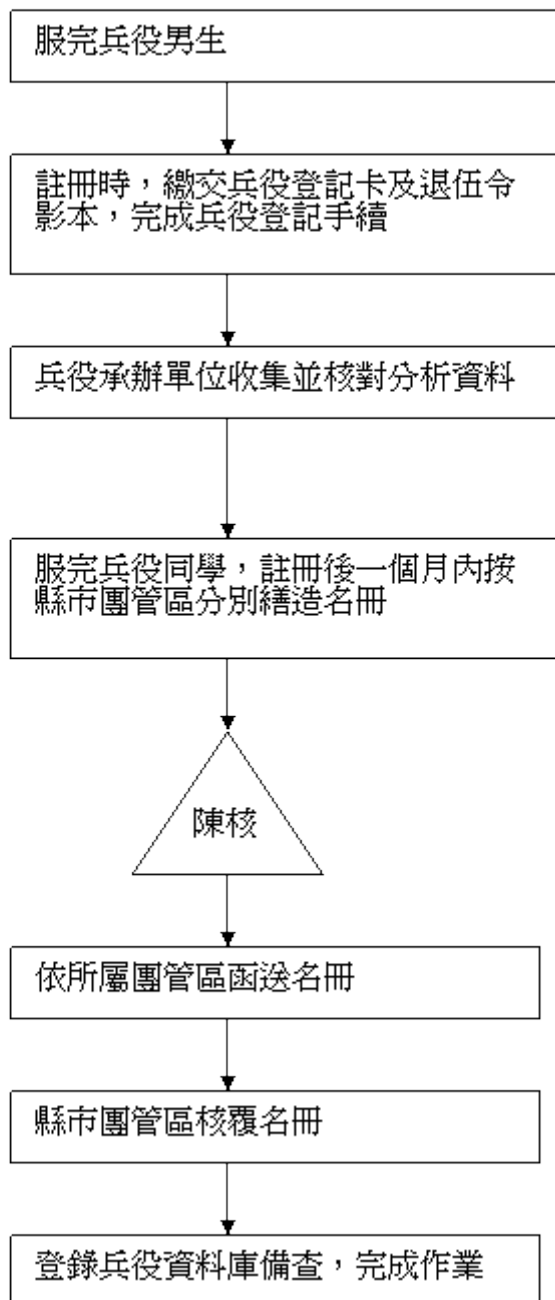 服完兵役男生
註冊時，繳交兵役登記卡及退伍令
影本，完成兵役登記手續
兵役承辦單位收集並核對分析資料
服完兵役同學，註冊後一個月內按
縣市團管區分別繕造名冊
陳核
依所屬團管區函送名冊
縣市團管區核覆名冊
登錄兵役資料庫備查，完成作業